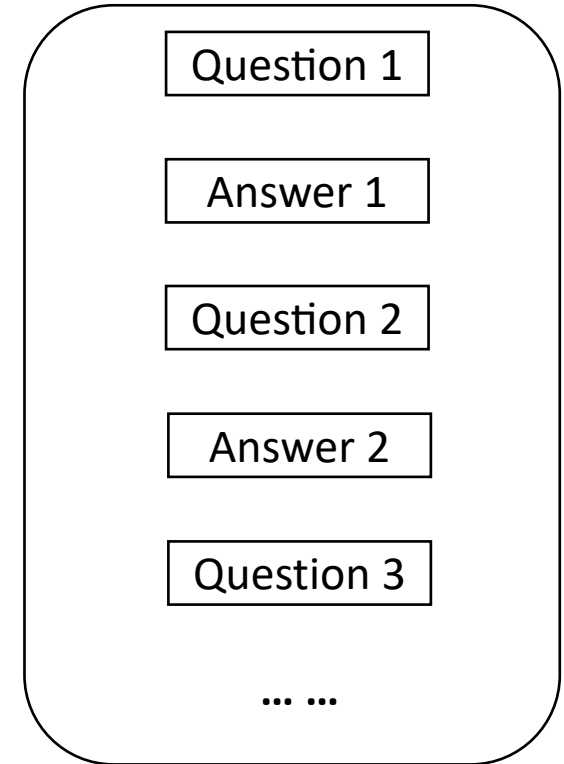 Question 1
Answer 1
Question 2
Answer 2
Question 3
... ...